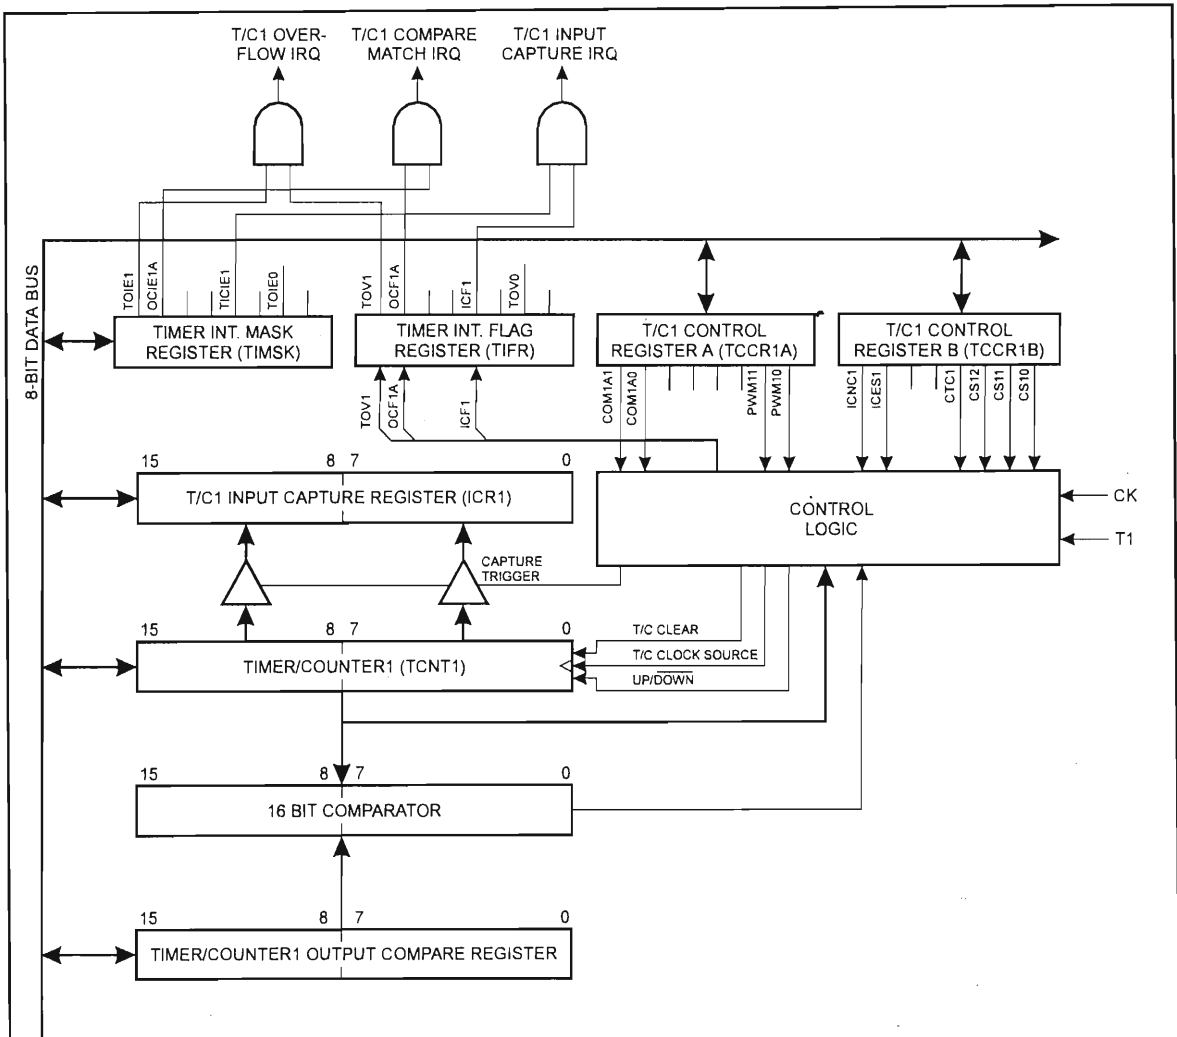 T/C1 OVER-
FLOW IRQ
T/C1 COMPARE
MATCH IRQ
T/C1 INPUT
CAPTURE IRQ
8-BIT DATA BUS
TOIE1
OCIE1A
TICIE1
TOIE0
TOV1
OCF1A
ICF1
TOV0
TIMER INT. MASK
REGISTER (TIMSK)
TIMER INT. FLAG
REGISTER (TIFR)
T/C1 CONTROL
REGISTER A (TCCR1A)
T/C1 CONTROL
REGISTER B (TCCR1B)
TOV1
OCF1A
ICF1
COM1A1
COM1A0
PWM11
PWM10
ICNC1
ICES1
CTC1
CS12
CS11
CS10
15 8 7 0
T/C1 INPUT CAPTURE REGISTER (ICR1)
CONTROL
LOGIC
CK
T1
CAPTURE
TRIGGER
15 8 7 0
TIMER/COUNTER1 (TCNT1)
T/C CLEAR
T/C CLOCK SOURCE
UP/DOWN
15 8 7 0
16 BIT COMPARATOR
15 8 7 0
TIMER/COUNTER1 OUTPUT COMPARE REGISTER